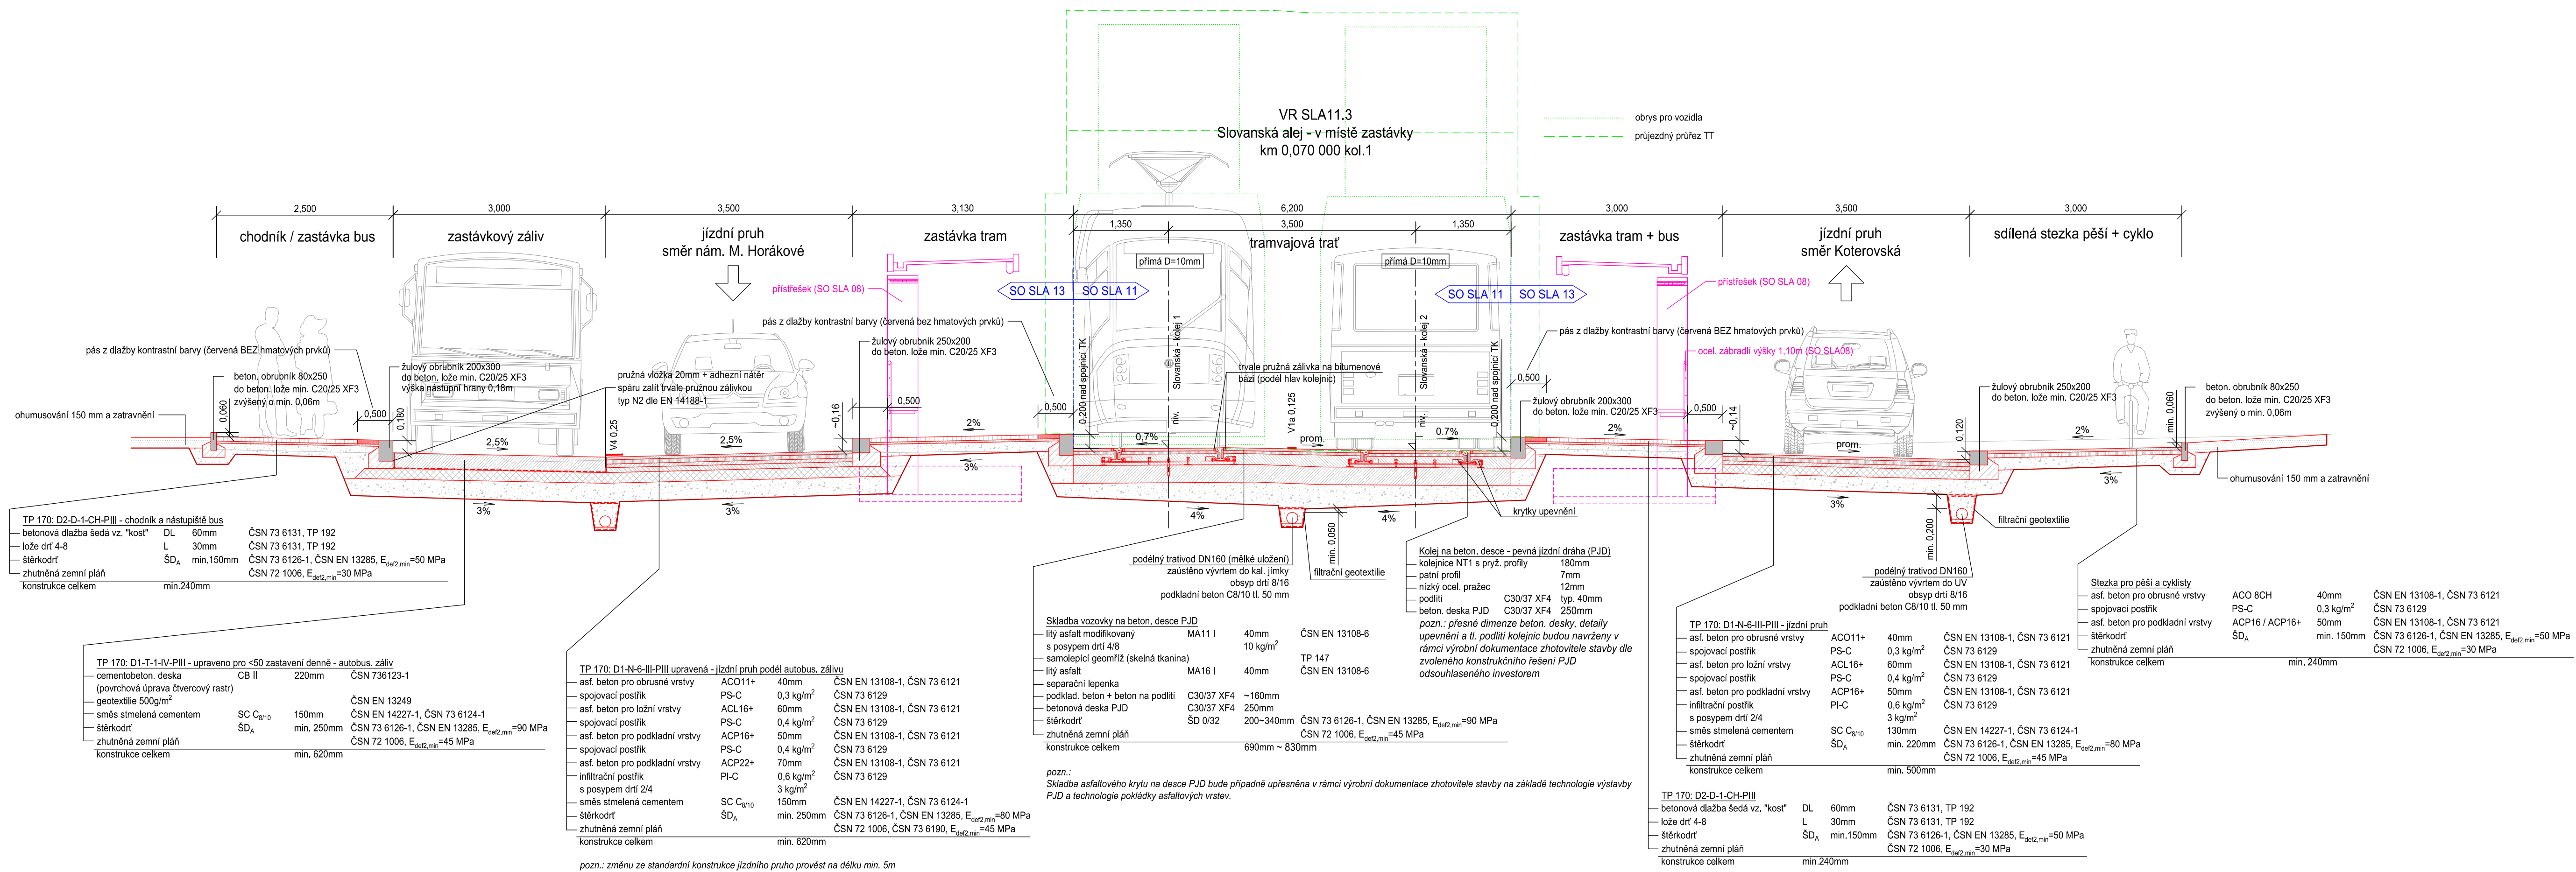 VR SLA11.3
Slovanská alej - v místě zastávky
km 0,070 000 kol.1
obrys pro vozidla
průjezdný průřez TT
2,500
3,000
3,500
3,130
6,200
3,000
3,500
3,000
1,350
3,500
1,350
chodník / zastávka bus
zastávkový záliv
jízdní pruh
směr nám. M. Horákové
zastávka tram
tramvajová trať
zastávka tram + bus
jízdní pruh
směr Koterovská
sdílená stezka pěší + cyklo
přímá D=10mm
přímá D=10mm
přístřešek (SO SLA 08)
SO SLA 13
SO SLA 11
SO SLA 11
SO SLA 13
přístřešek (SO SLA 08)
pás z dlažby kontrastní barvy (červená BEZ hmatových prvků)
beton. obrubník 80x250
do beton. lože min. C20/25 XF3
zvýšený o min. 0,06m
ohumusování 150 mm a zatravnění
0,060
0,500
0,180
žulový obrubník 200x300
do beton. lože min. C20/25 XF3
výška nástupní hrany 0,18m
pružná vložka 20mm + adhezní nátěr
spáru zalít trvale pružnou zálivkou
typ N2 dle EN 14188-1
V4 0,25
pás z dlažby kontrastní barvy (červená bez hmatových prvků)
žulový obrubník 250x200
do beton. lože min. C20/25 XF3
~0,16
0,500
0,500
0,200 nad spojnicí TK
Slovanská - kolej 1
niv.
trvale pružná zálivka na bitumenové
bázi (podél hlav kolejnic)
V1a 0,125
Slovanská - kolej 2
niv.
0,200 nad spojnicí TK
pás z dlažby kontrastní barvy (červená BEZ hmatových prvků)
ocel. zábradlí výšky 1,10m (SO SLA08)
0,500
žulový obrubník 200x300
do beton. lože min. C20/25 XF3
0,500
~0,14
žulový obrubník 250x200
do beton. lože min. C20/25 XF3
0,120
beton. obrubník 80x250
do beton. lože min. C20/25 XF3
zvýšený o min. 0,06m
min. 0,060
2,5%
2,5%
2%
0,7%
prom.
0,7%
2%
prom.
2%
3%
3%
3%
4%
4%
3%
3%
ohumusování 150 mm a zatravnění
krytky upevnění
min. 0,050
filtrační geotextilie
min. 0,200
filtrační geotextilie
TP 170: D2-D-1-CH-PIII - chodník a nástupiště bus
betonová dlažba šedá vz. "kost" DL 60mm ČSN 73 6131, TP 192
lože drť 4-8 L 30mm ČSN 73 6131, TP 192
štěrkodrť ŠDA min.150mm ČSN 73 6126-1, ČSN EN 13285, Edef2,min=50 MPa
zhutněná zemní pláň ČSN 72 1006, Edef2,min=30 MPa
konstrukce celkem min.240mm
TP 170: D1-T-1-IV-PIII - upraveno pro <50 zastavení denně - autobus. záliv
cementobeton. deska CB II 220mm ČSN 736123-1
(povrchová úprava čtvercový rastr)
geotextilie 500g/m2 ČSN EN 13249
směs stmelená cementem SC C8/10 150mm ČSN EN 14227-1, ČSN 73 6124-1
štěrkodrť ŠDA min. 250mm ČSN 73 6126-1, ČSN EN 13285, Edef2,min=90 MPa
zhutněná zemní pláň ČSN 72 1006, Edef2,min=45 MPa
konstrukce celkem min. 620mm
TP 170: D1-N-6-III-PIII upravená - jízdní pruh podél autobus. zálivu
asf. beton pro obrusné vrstvy ACO11+ 40mm ČSN EN 13108-1, ČSN 73 6121
spojovací postřik PS-C 0,3 kg/m2 ČSN 73 6129
asf. beton pro ložní vrstvy ACL16+ 60mm ČSN EN 13108-1, ČSN 73 6121
spojovací postřik PS-C 0,4 kg/m2 ČSN 73 6129
asf. beton pro podkladní vrstvy ACP16+ 50mm ČSN EN 13108-1, ČSN 73 6121
spojovací postřik PS-C 0,4 kg/m2 ČSN 73 6129
asf. beton pro podkladní vrstvy ACP22+ 70mm ČSN EN 13108-1, ČSN 73 6121
infiltrační postřik PI-C 0,6 kg/m2 ČSN 73 6129
s posypem drtí 2/4 3 kg/m2
směs stmelená cementem SC C8/10 150mm ČSN EN 14227-1, ČSN 73 6124-1
štěrkodrť ŠDA min. 250mm ČSN 73 6126-1, ČSN EN 13285, Edef2,min=80 MPa
zhutněná zemní pláň ČSN 72 1006, ČSN 73 6190, Edef2,min=45 MPa
konstrukce celkem min. 620mm
pozn.: změnu ze standardní konstrukce jízdního pruho provést na délku min. 5m
podélný trativod DN160 (mělké uložení)
zaústěno vývrtem do kal. jímky
obsyp drtí 8/16
podkladní beton C8/10 tl. 50 mm
Skladba vozovky na beton. desce PJD
litý asfalt modifikovaný MA11 I 40mm ČSN EN 13108-6
s posypem drtí 4/8 10 kg/m2
samolepící geomříž (skelná tkanina) TP 147
litý asfalt MA16 I 40mm ČSN EN 13108-6
separační lepenka
podklad. beton + beton na podlití C30/37 XF4 ~160mm
betonová deska PJD C30/37 XF4 250mm
štěrkodrť ŠD 0/32 200~340mm ČSN 73 6126-1, ČSN EN 13285, Edef2,min=90 MPa
zhutněná zemní pláň ČSN 72 1006, Edef2,min=45 MPa
konstrukce celkem 690mm ~ 830mm
pozn.:
Skladba asfaltového krytu na desce PJD bude případně upřesněna v rámci výrobní dokumentace zhotovitele stavby na základě technologie výstavby
PJD a technologie pokládky asfaltových vrstev.
Kolej na beton. desce - pevná jízdní dráha (PJD)
kolejnice NT1 s pryž. profily 180mm
patní profil 7mm
nízký ocel. pražec 12mm
podlití C30/37 XF4 typ. 40mm
beton. deska PJD C30/37 XF4 250mm
pozn.: přesné dimenze beton. desky, detaily
upevnění a tl. podlití kolejnic budou navrženy v
rámci výrobní dokumentace zhotovitele stavby dle
zvoleného konstrukčního řešení PJD
odsouhlaseného investorem
podélný trativod DN160
zaústěno vývrtem do UV
obsyp drtí 8/16
podkladní beton C8/10 tl. 50 mm
TP 170: D1-N-6-III-PIII - jízdní pruh
asf. beton pro obrusné vrstvy ACO11+ 40mm ČSN EN 13108-1, ČSN 73 6121
spojovací postřik PS-C 0,3 kg/m2 ČSN 73 6129
asf. beton pro ložní vrstvy ACL16+ 60mm ČSN EN 13108-1, ČSN 73 6121
spojovací postřik PS-C 0,4 kg/m2 ČSN 73 6129
asf. beton pro podkladní vrstvy ACP16+ 50mm ČSN EN 13108-1, ČSN 73 6121
infiltrační postřik PI-C 0,6 kg/m2 ČSN 73 6129
s posypem drtí 2/4 3 kg/m2
směs stmelená cementem SC C8/10 130mm ČSN EN 14227-1, ČSN 73 6124-1
štěrkodrť ŠDA min. 220mm ČSN 73 6126-1, ČSN EN 13285, Edef2,min=80 MPa
zhutněná zemní pláň ČSN 72 1006, Edef2,min=45 MPa
konstrukce celkem min. 500mm
TP 170: D2-D-1-CH-PIII
betonová dlažba šedá vz. "kost" DL 60mm ČSN 73 6131, TP 192
lože drť 4-8 L 30mm ČSN 73 6131, TP 192
štěrkodrť ŠDA min.150mm ČSN 73 6126-1, ČSN EN 13285, Edef2,min=50 MPa
zhutněná zemní pláň ČSN 72 1006, Edef2,min=30 MPa
konstrukce celkem min.240mm
Stezka pro pěší a cyklisty
asf. beton pro obrusné vrstvy ACO 8CH 40mm ČSN EN 13108-1, ČSN 73 6121
spojovací postřik PS-C 0,3 kg/m2 ČSN 73 6129
asf. beton pro podkladní vrstvy ACP16 / ACP16+ 50mm ČSN EN 13108-1, ČSN 73 6121
štěrkodrť ŠDA min. 150mm ČSN 73 6126-1, ČSN EN 13285, Edef2,min=50 MPa
zhutněná zemní pláň ČSN 72 1006, Edef2,min=30 MPa
konstrukce celkem min. 240mm